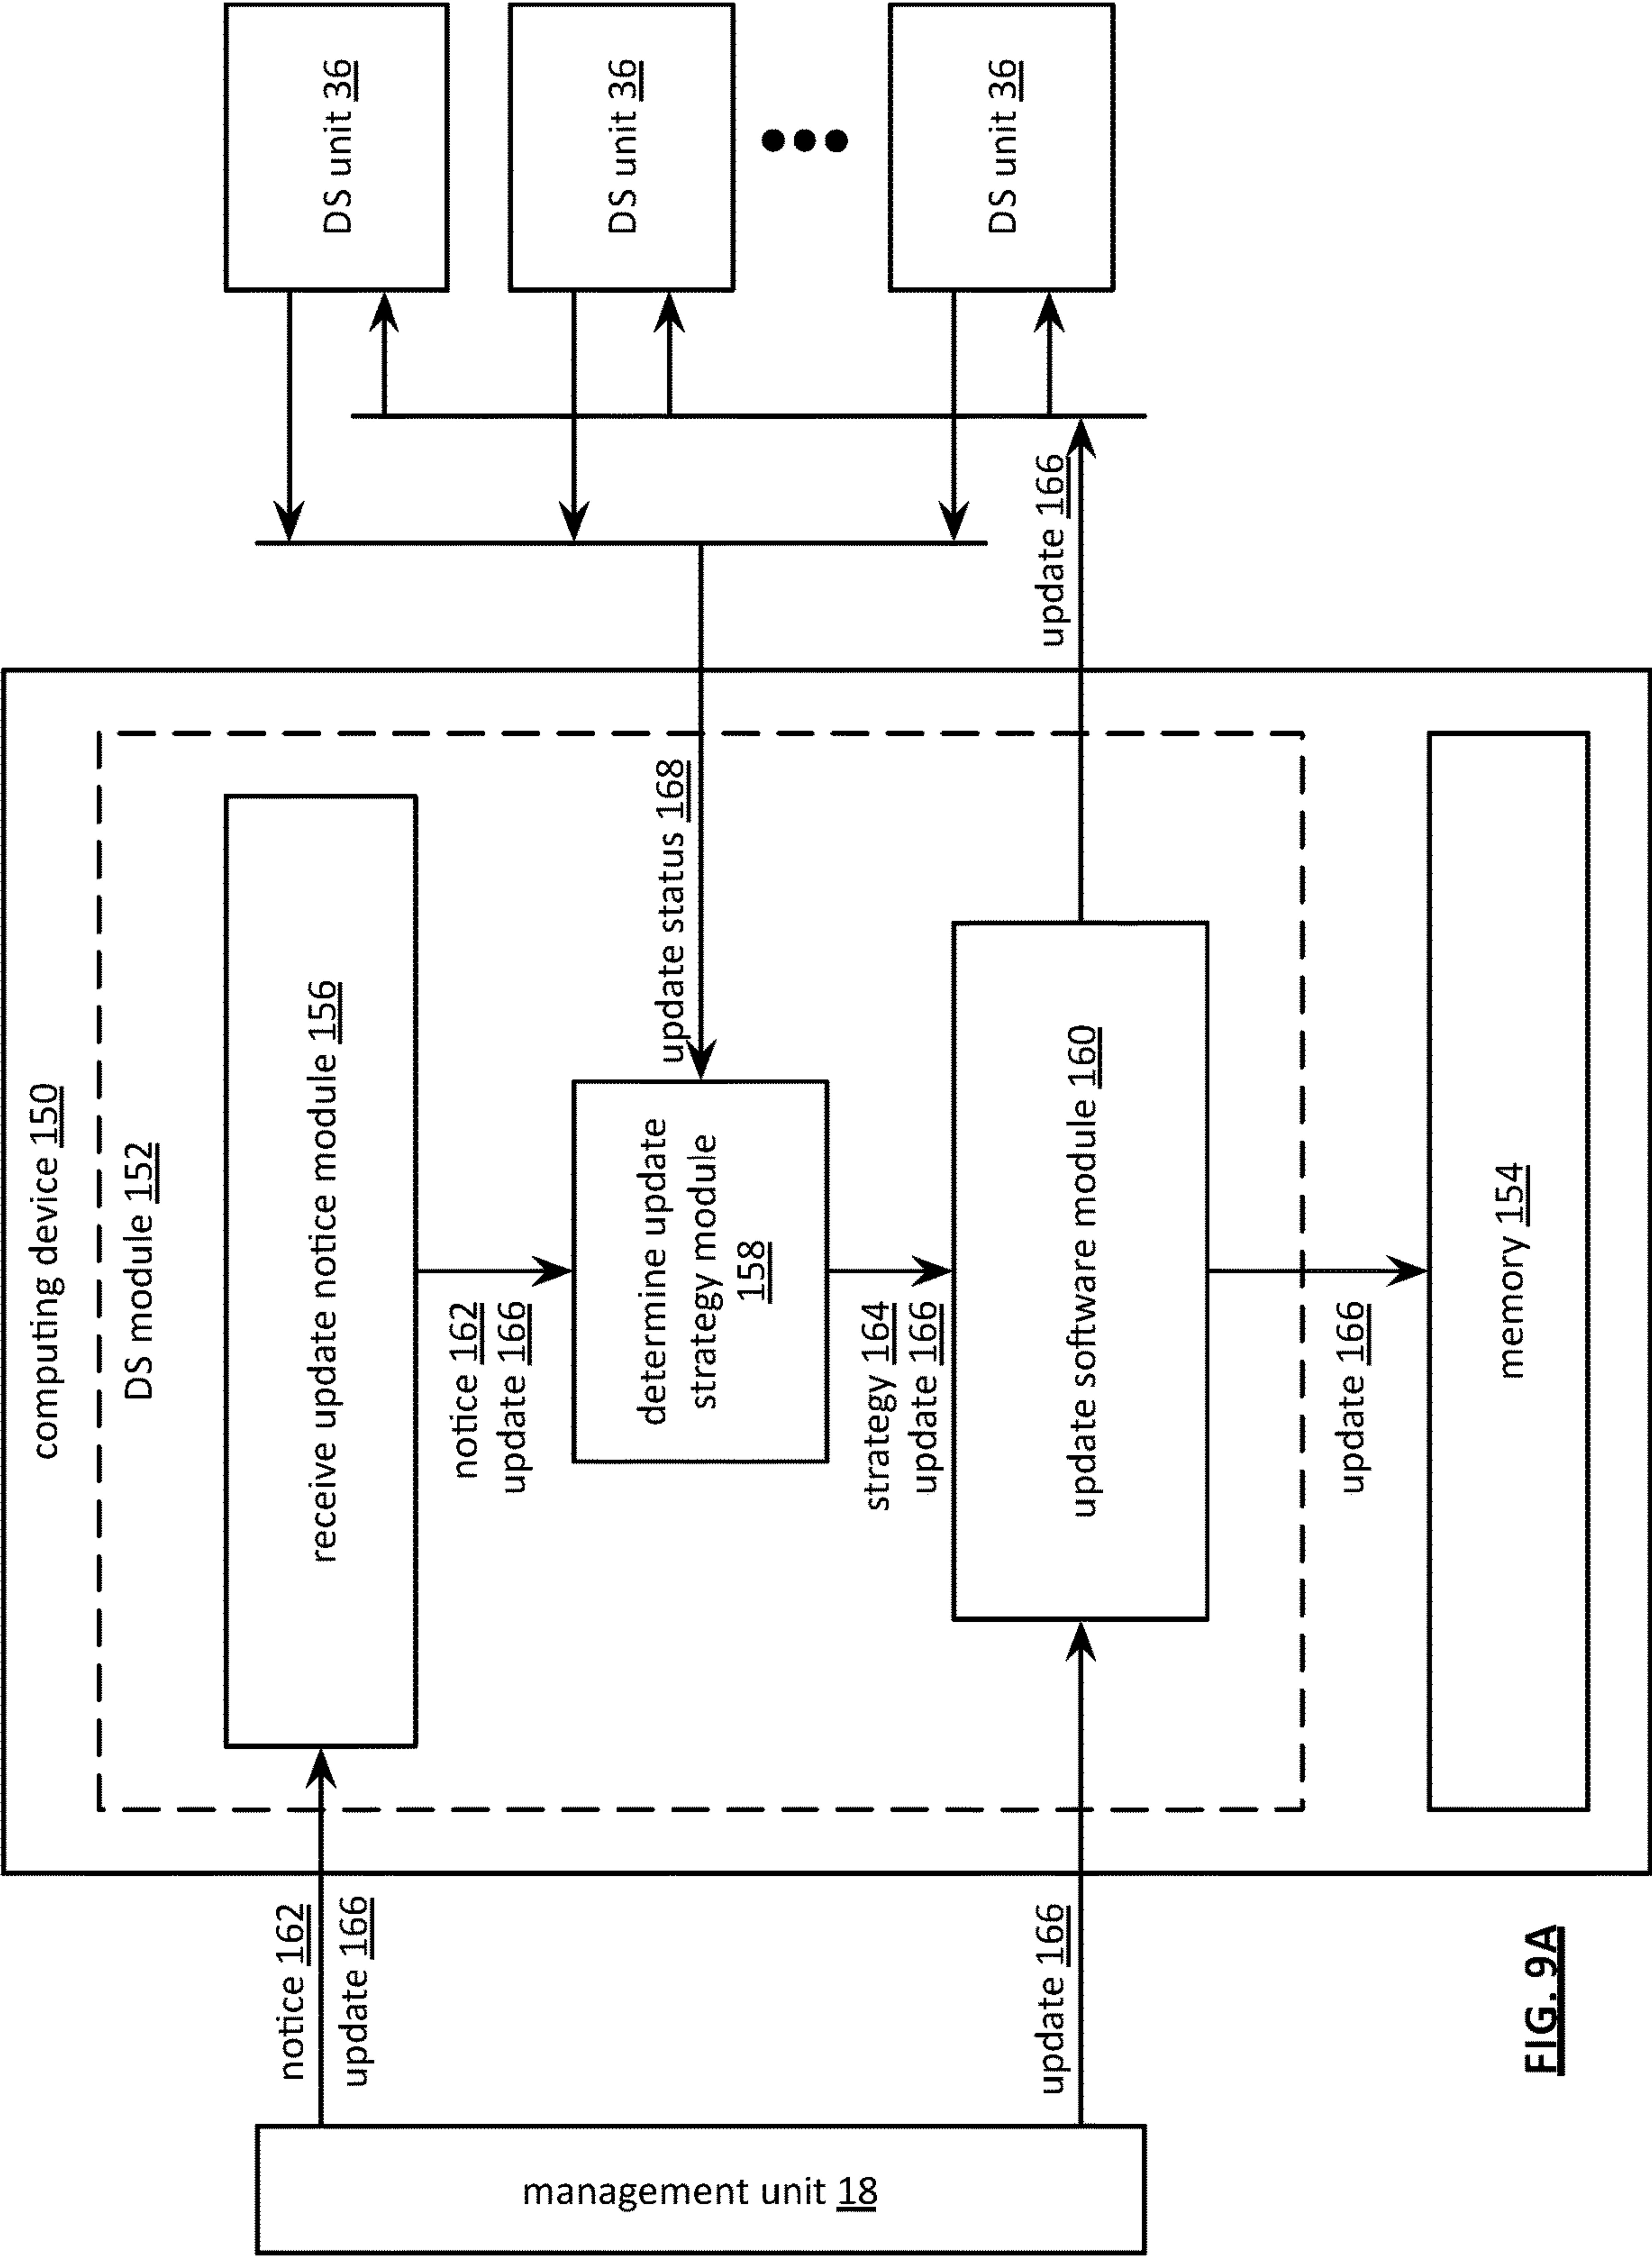 computing device 150
DS module 152
notice 162
update 166
receive update notice module 156
DS unit 36
notice 162
update 166
update status 168
DS unit 36
management unit 18
determine update
strategy module
158
strategy 164
update 166
update 166
update software module 160
update 166
DS unit 36
update 166
memory 154
FIG. 9A